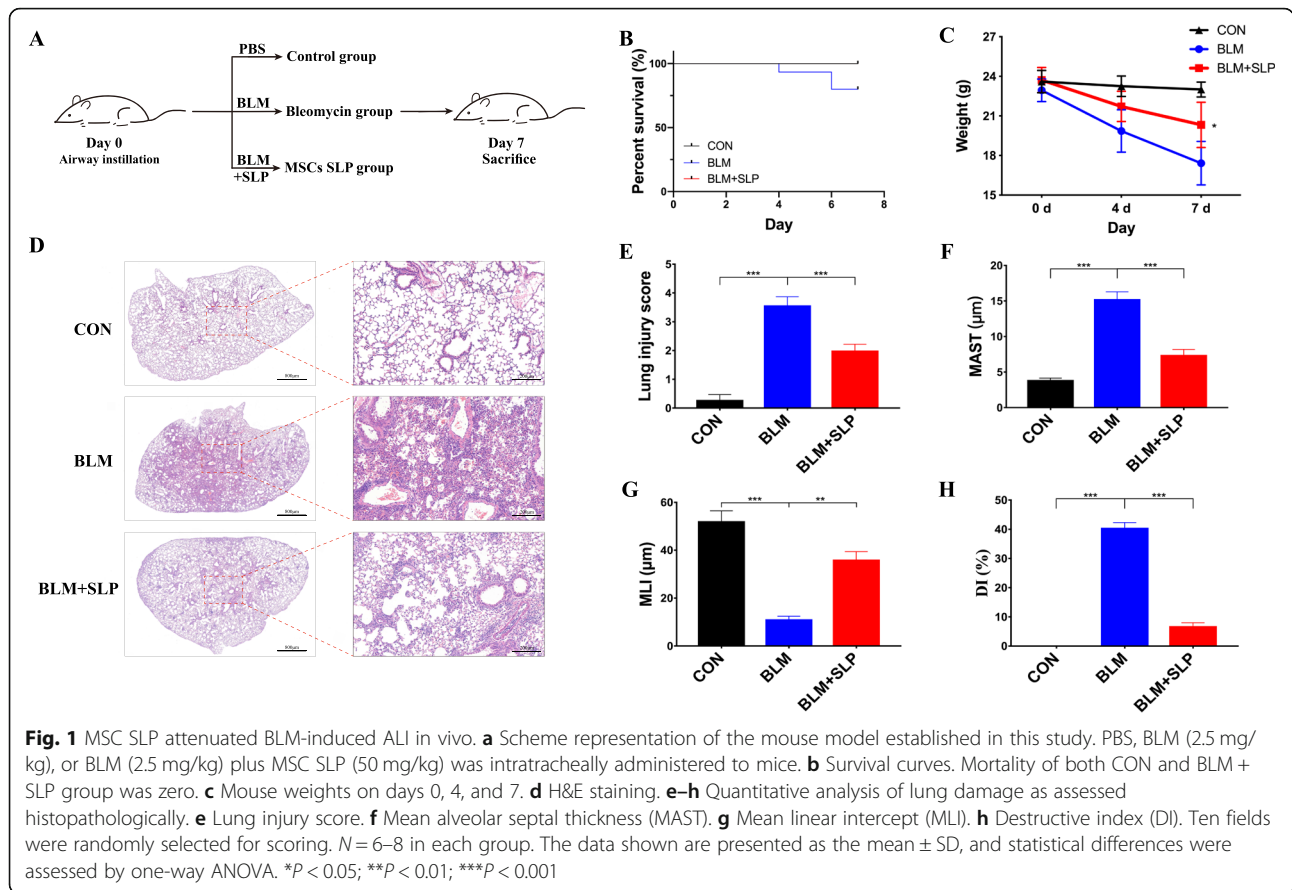 A
PBS
Control group
BLM
Bleomycin group
BLM
+SLP
MSCs SLP group
Day 0
Airway instillation
Day 7
Sacrifice
B
Percent survival (%)
100
50
0
0 2 4 6 8
Day
CON
BLM
BLM+SLP
C
Weight (g)
27
24
21
18
15
0 d 4 d 7 d
Day
CON
BLM
BLM+SLP
*
D
CON
800μm
200μm
BLM
800μm
200μm
BLM+SLP
800μm
200μm
E
Lung injury score
5
4
3
2
1
0
*** ***
CON BLM BLM+SLP
F
MAST (μm)
20
15
10
5
0
*** ***
CON BLM BLM+SLP
G
MLI (μm)
60
40
20
0
*** **
CON BLM BLM+SLP
H
DI (%)
50
40
30
20
10
0
*** ***
CON BLM BLM+SLP
Fig. 1 MSC SLP attenuated BLM-induced ALI in vivo. a Scheme representation of the mouse model established in this study. PBS, BLM (2.5 mg/
kg), or BLM (2.5 mg/kg) plus MSC SLP (50 mg/kg) was intratracheally administered to mice. b Survival curves. Mortality of both CON and BLM +
SLP group was zero. c Mouse weights on days 0, 4, and 7. d H&E staining. e–h Quantitative analysis of lung damage as assessed
histopathologically. e Lung injury score. f Mean alveolar septal thickness (MAST). g Mean linear intercept (MLI). h Destructive index (DI). Ten fields
were randomly selected for scoring. N = 6–8 in each group. The data shown are presented as the mean ± SD, and statistical differences were
assessed by one-way ANOVA. *P < 0.05; **P < 0.01; ***P < 0.001